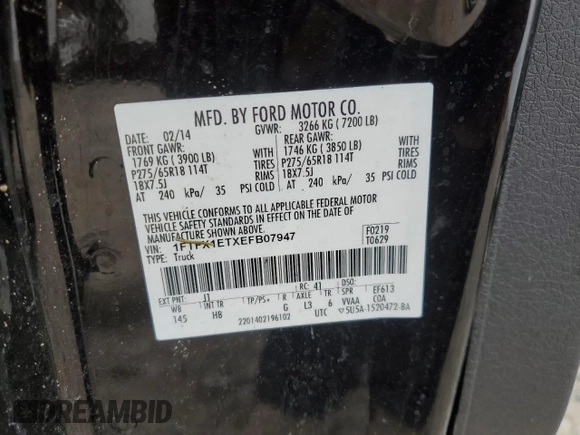 MFD. BY FORD MOTOR CO.
DATE: 02/14 GVWR: 3266 KG ( 7200 LB)
FRONT GAWR: REAR GAWR:
1769 KG ( 3900 LB) 1746 KG ( 3850 LB)
P275/65R18 114T TIRES P275/65R18 114T TIRES
18X7.5J RIMS 18X7.5J RIMS
AT 240 kPa/ 35 PSI COLD AT 240 kPa/ 35 PSI COLD
THIS VEHICLE CONFORMS TO ALL APPLICABLE FEDERAL MOTOR
VEHICLE SAFETY STANDARDS IN EFFECT ON THE DATE OF
MANUFACTURE SHOWN ABOVE.
VIN: 1FTPX1ETXEFB07947 F0219
TYPE: Truck T0629
EXT PNT: JJ RC: 41 DSO:
WB INT TR TP/PS R AXLE TR SPR EF613
145 HB G L3 6 VVAA COA
2201402196102 UTC 5U5A-1520472-BA
DREAMBID